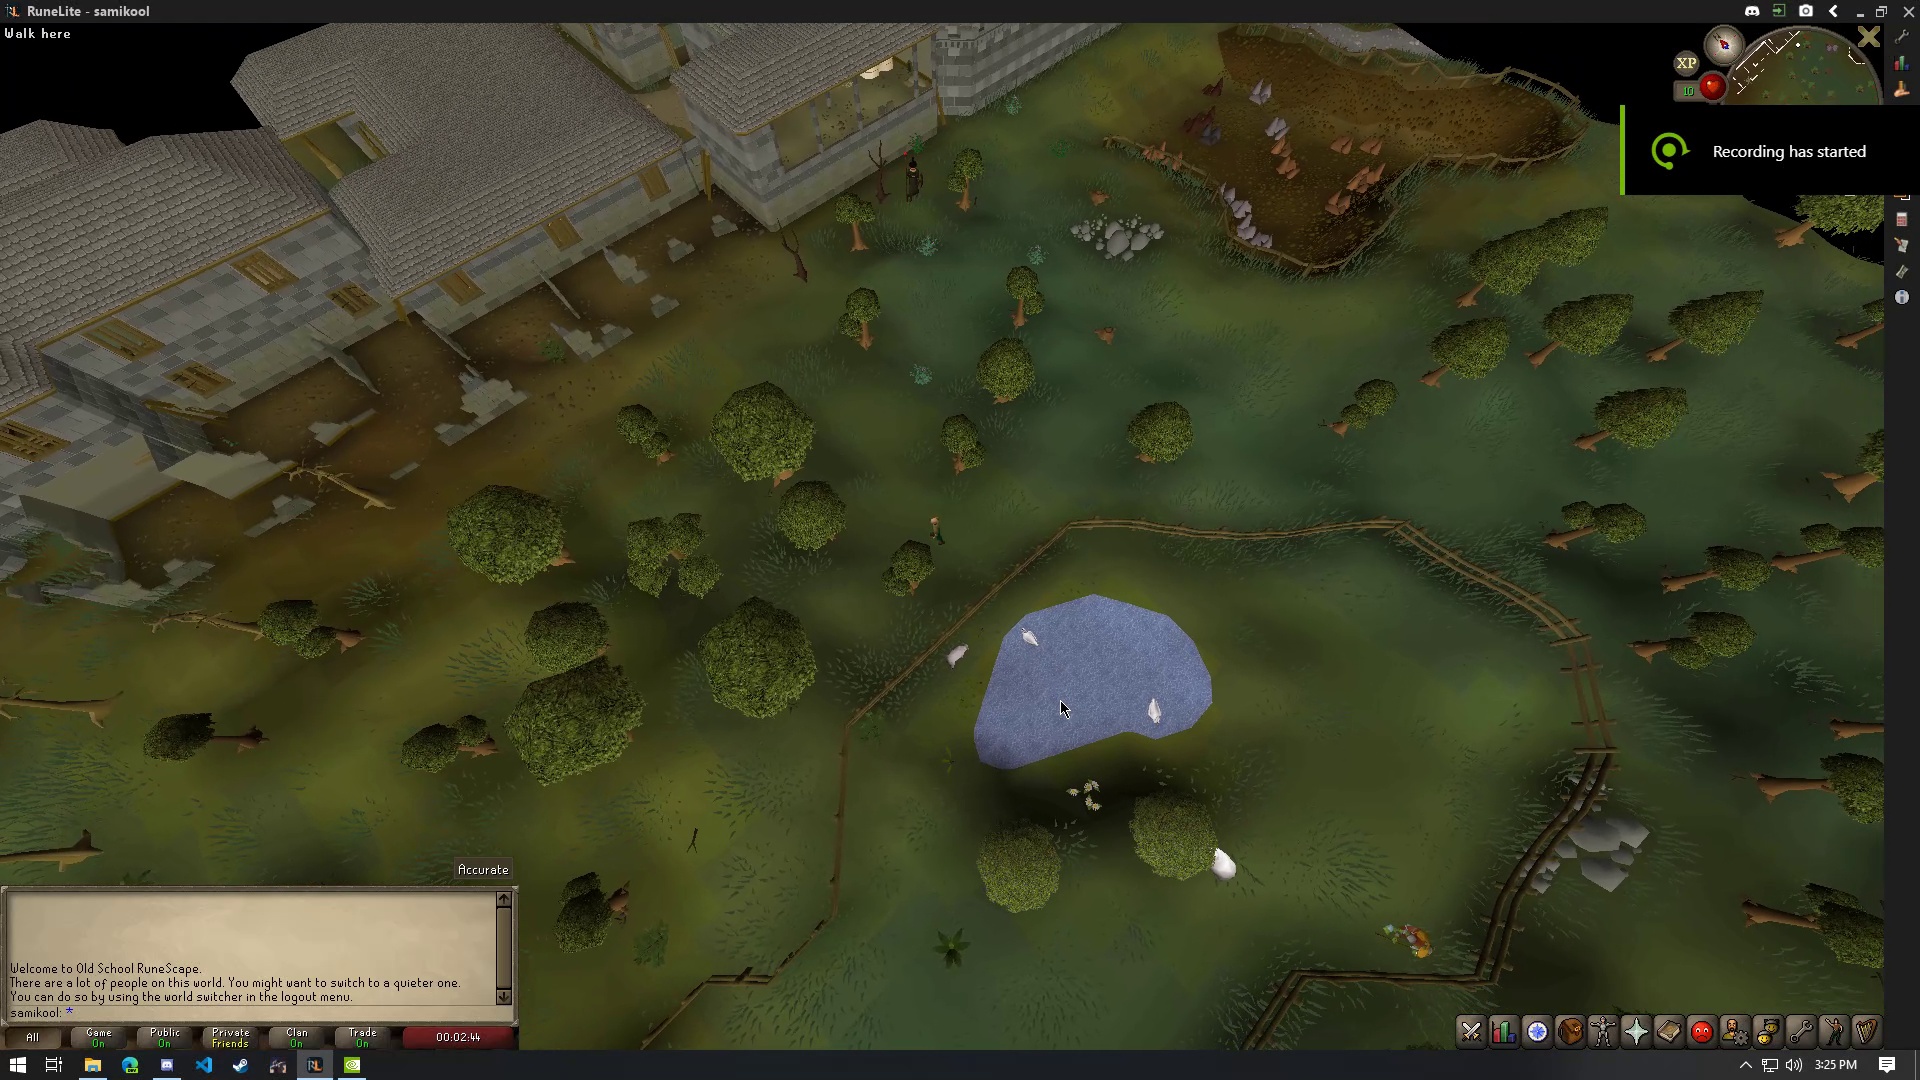 RuneLite - samikool
Walk here
XP
10
Recording has started
Accurate
Welcome to Old School RuneScape.
There are a lot of people on this world. You might want to switch to a quieter one.
You can do so by using the world switcher in the logout menu.
samikool: *
All
Game
On
Public
On
Private
Friends
Clan
On
Trade
On
00:02:44
3:25 PM